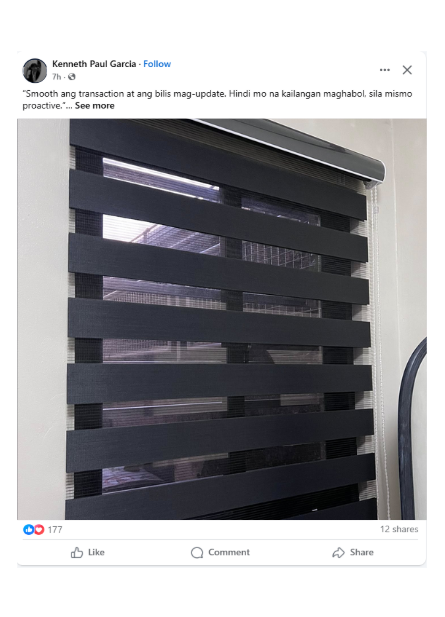 Kenneth Paul Garcia · Follow
7h ·
“Smooth ang transaction at ang bilis mag-update. Hindi mo na kailangan maghabol, sila mismo
proactive.”... See more
177
12 shares
Like
Comment
Share